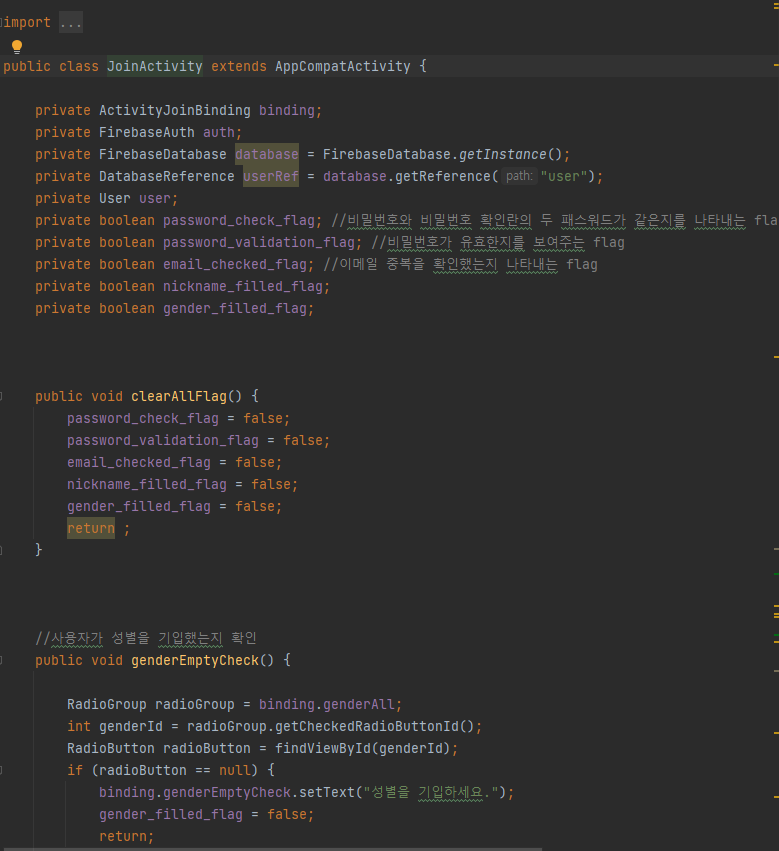 import ...
public class JoinActivity extends AppCompatActivity {
private ActivityJoinBinding binding;
private FirebaseAuth auth;
private FirebaseDatabase database = FirebaseDatabase.getInstance();
private DatabaseReference userRef = database.getReference( path: "user");
private User user;
private boolean password_check_flag; //비밀번호와 비밀번호 확인란의 두 패스워드가 같은지를 나타내는 fla
private boolean password_validation_flag; //비밀번호가 유효한지를 보여주는 flag
private boolean email_checked_flag; //이메일 중복을 확인했는지 나타내는 flag
private boolean nickname_filled_flag;
private boolean gender_filled_flag;
public void clearAllFlag() {
password_check_flag = false;
password_validation_flag = false;
email_checked_flag = false;
nickname_filled_flag = false;
gender_filled_flag = false;
return ;
}
//사용자가 성별을 기입했는지 확인
public void genderEmptyCheck() {
RadioGroup radioGroup = binding.genderAll;
int genderId = radioGroup.getCheckedRadioButtonId();
RadioButton radioButton = findViewById(genderId);
if (radioButton == null) {
binding.genderEmptyCheck.setText("성별을 기입하세요.");
gender_filled_flag = false;
return;